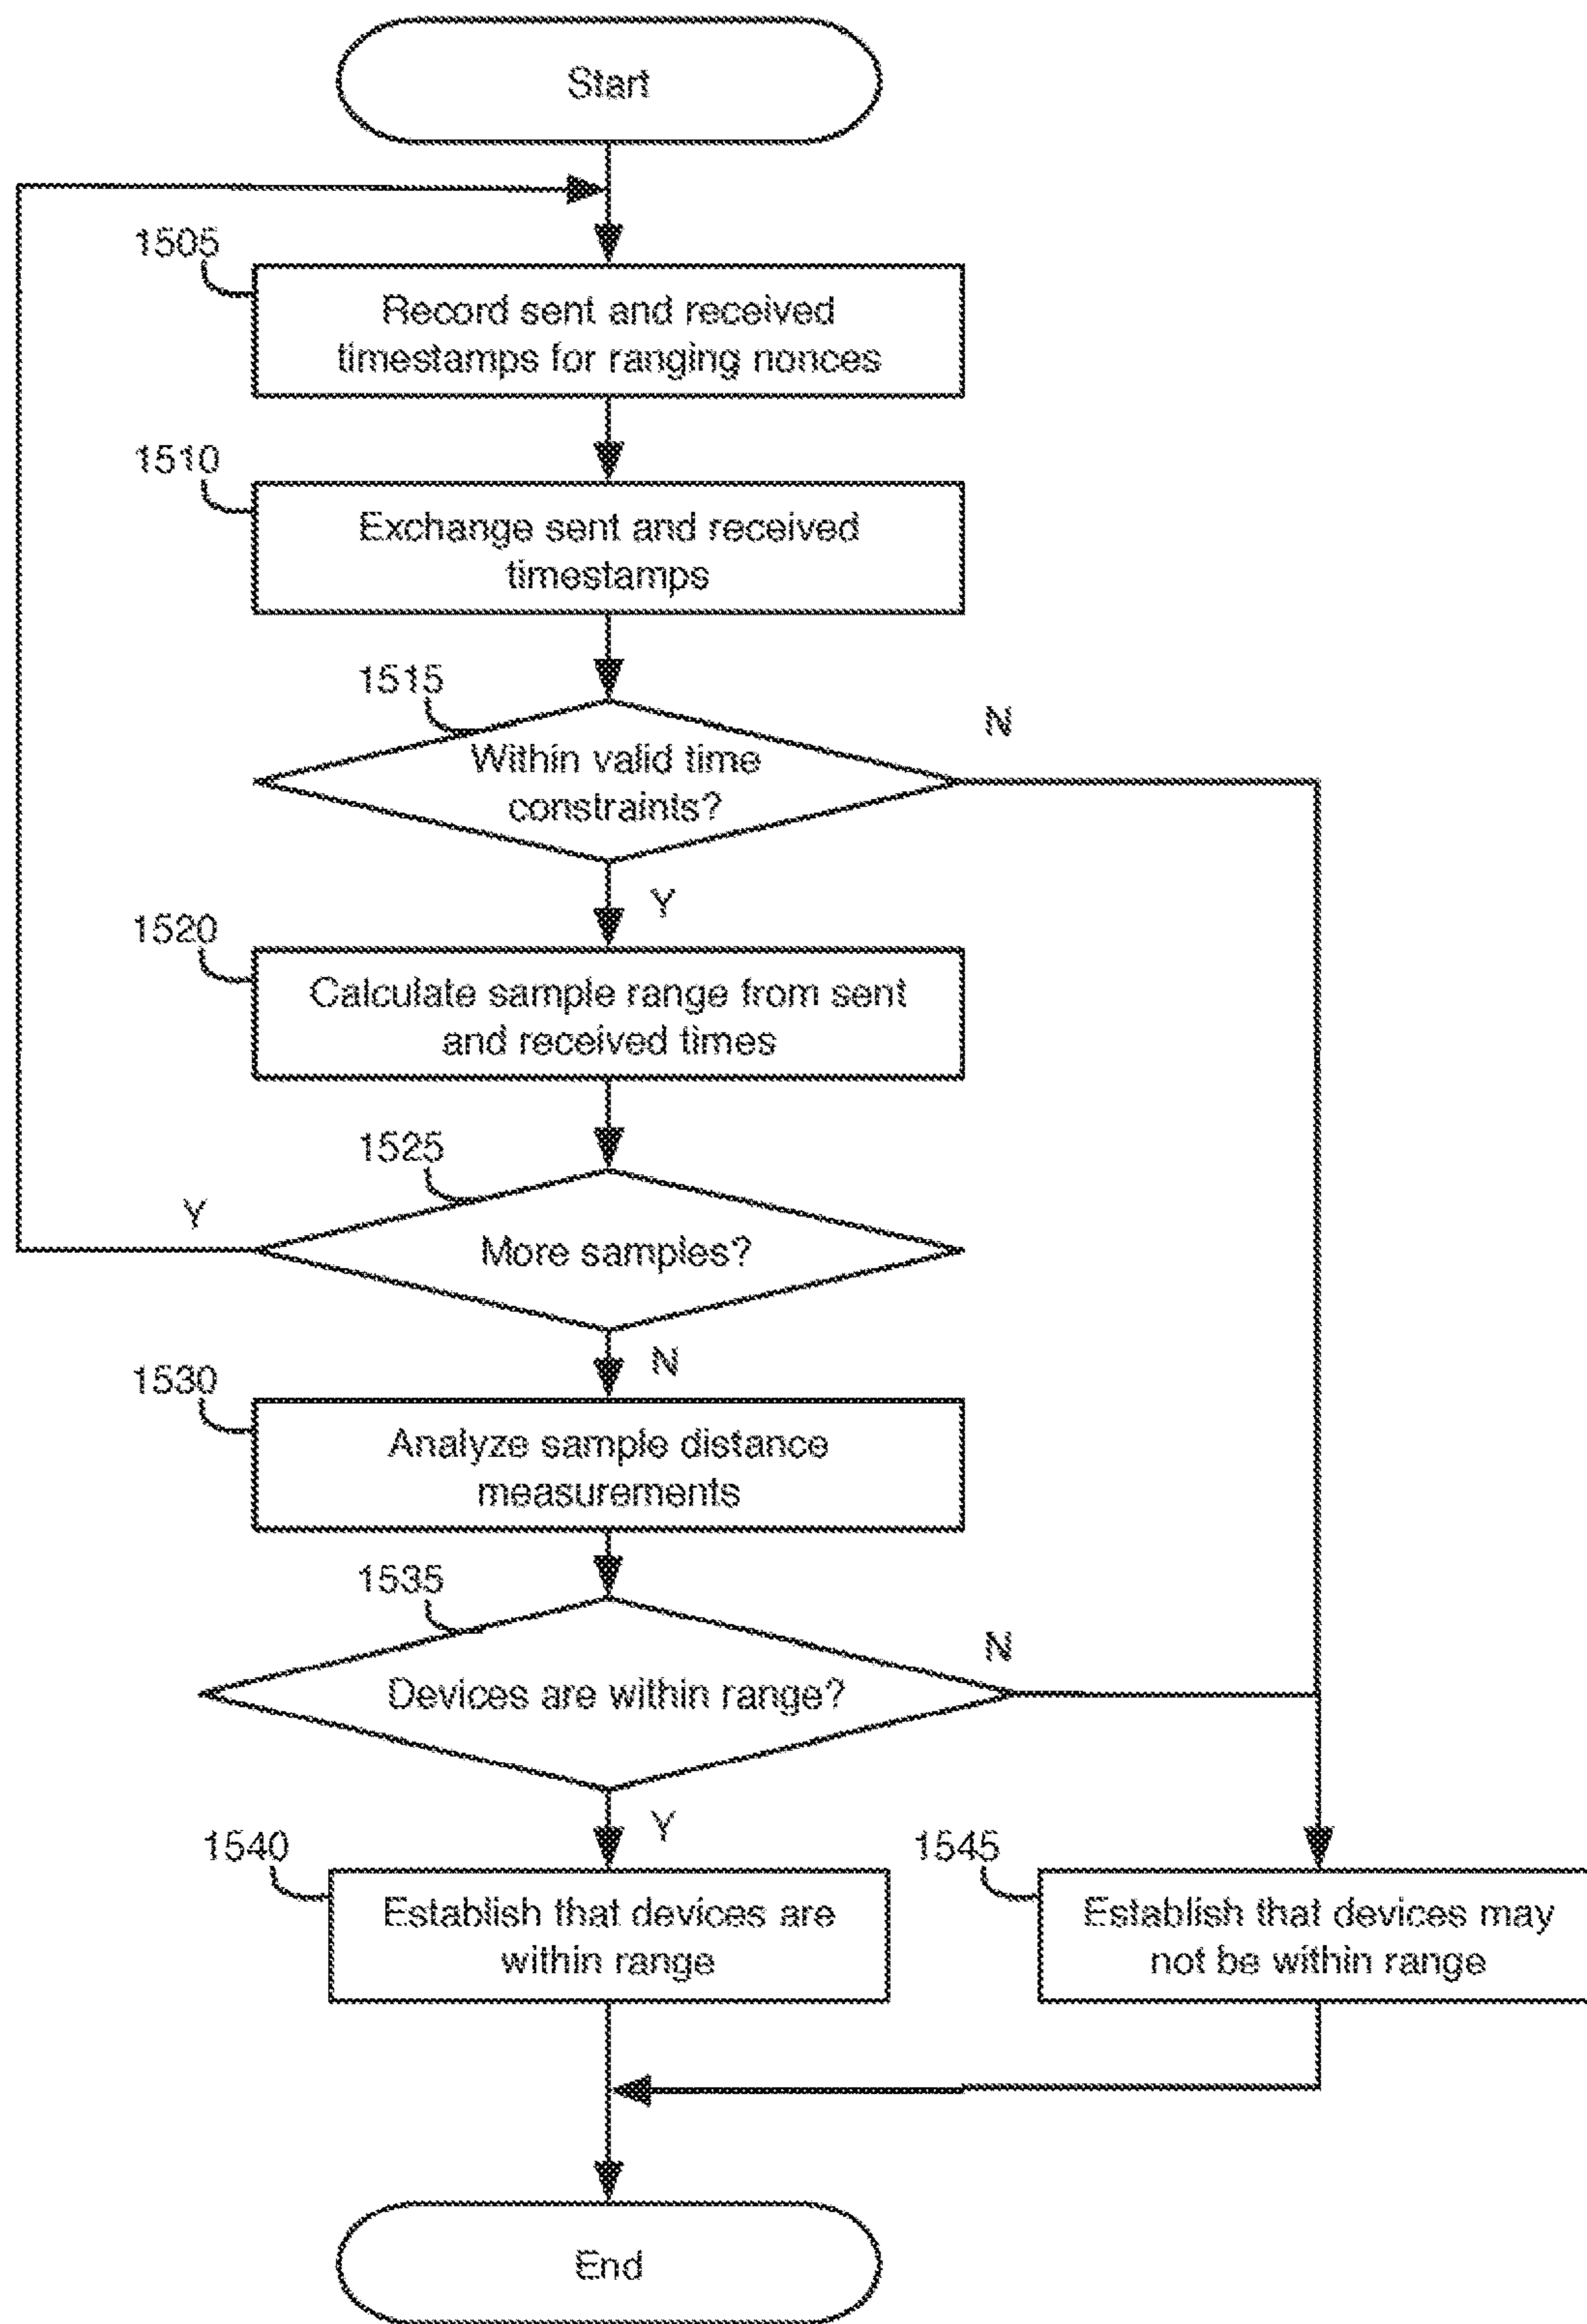 Start
1505
Record sent and received
timestamps for ranging nonces
1510
Exchange sent and received
timestamps
1515
N
Within valid time
constraints?
Y
1520
Calculate sample range from sent
and received times
1525
Y
More samples?
N
1530
Analyze sample distance
measurements
1535
N
Devices are within range?
Y
1540
1545
Establish that devices are
within range
Establish that devices may
not be within range
End